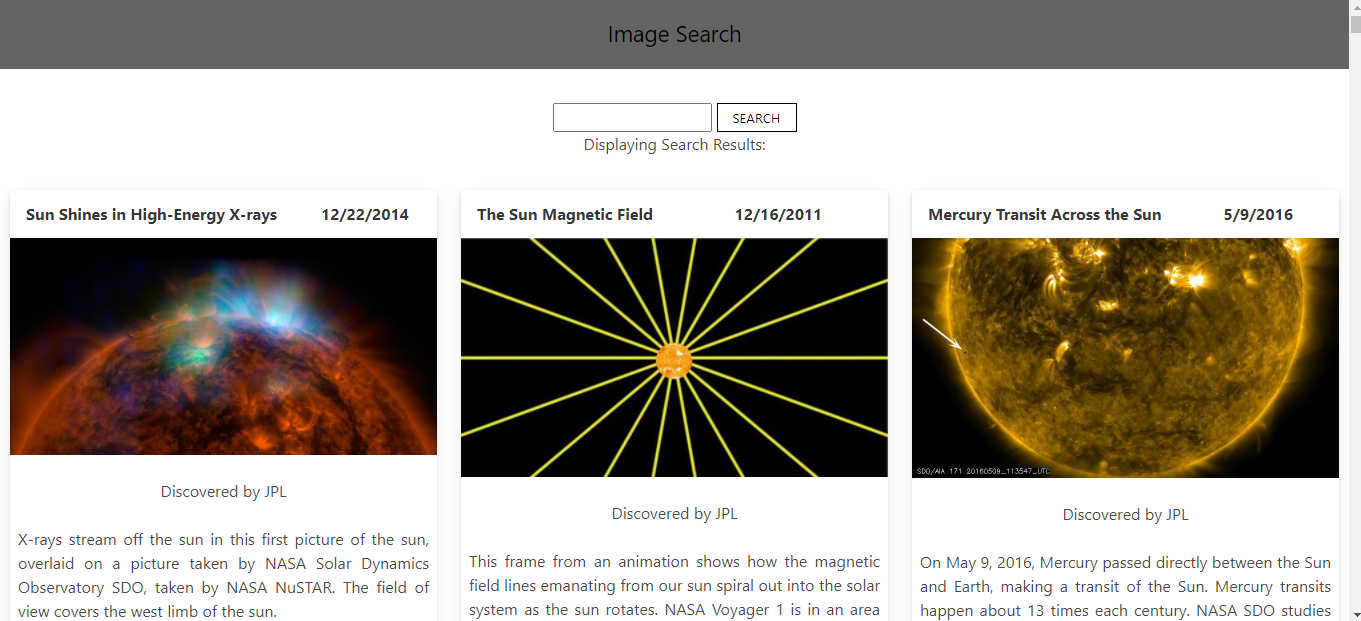 Image Search
SEARCH
Displaying Search Results:
Sun Shines in High-Energy X-rays 12/22/2014
Discovered by JPL
X-rays stream off the sun in this first picture of the sun,
overlaid on a picture taken by NASA Solar Dynamics
Observatory SDO, taken by NASA NuSTAR. The field of
view covers the west limb of the sun.
The Sun Magnetic Field 12/16/2011
Discovered by JPL
This frame from an animation shows how the magnetic
field lines emanating from our sun spiral out into the solar
system as the sun rotates. NASA Voyager 1 is in an area
Mercury Transit Across the Sun 5/9/2016
SDO/AIA 171 20160509_113547_UTC
Discovered by JPL
On May 9, 2016, Mercury passed directly between the Sun
and Earth, making a transit of the Sun. Mercury transits
happen about 13 times each century. NASA SDO studies